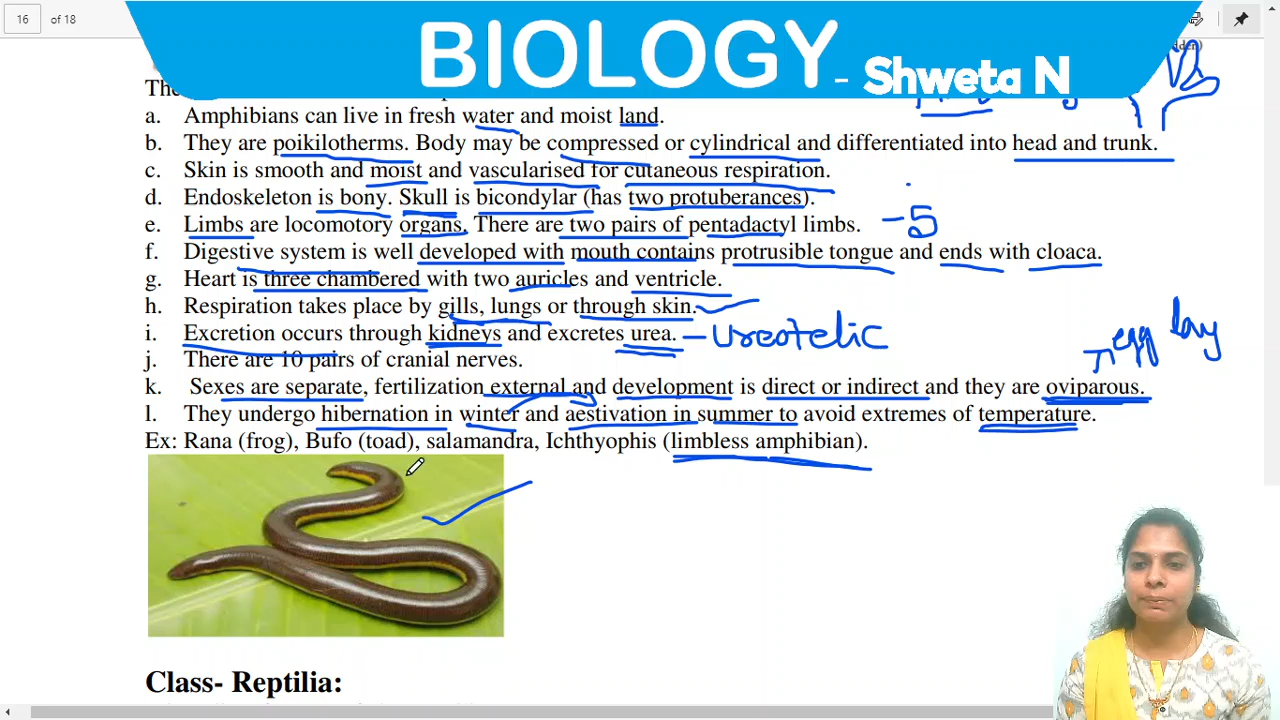 16 of 18
BIOLOGY - Shweta N
dder)
The
a. Amphibians can live in fresh water and moist land.
b. They are poikilotherms. Body may be compressed or cylindrical and differentiated into head and trunk.
c. Skin is smooth and moist and vascularised for cutaneous respiration.
d. Endoskeleton is bony. Skull is bicondylar (has two protuberances).
e. Limbs are locomotory organs. There are two pairs of pentadactyl limbs. -5
f. Digestive system is well developed with mouth contains protrusible tongue and ends with cloaca.
g. Heart is three chambered with two auricles and ventricle.
h. Respiration takes place by gills, lungs or through skin.
i. Excretion occurs through kidneys and excretes urea. - Ureotelic
egg lay
j. There are 10 pairs of cranial nerves.
k. Sexes are separate, fertilization external and development is direct or indirect and they are oviparous.
l. They undergo hibernation in winter and aestivation in summer to avoid extremes of temperature.
Ex: Rana (frog), Bufo (toad), salamandra, Ichthyophis (limbless amphibian).
Class- Reptilia: